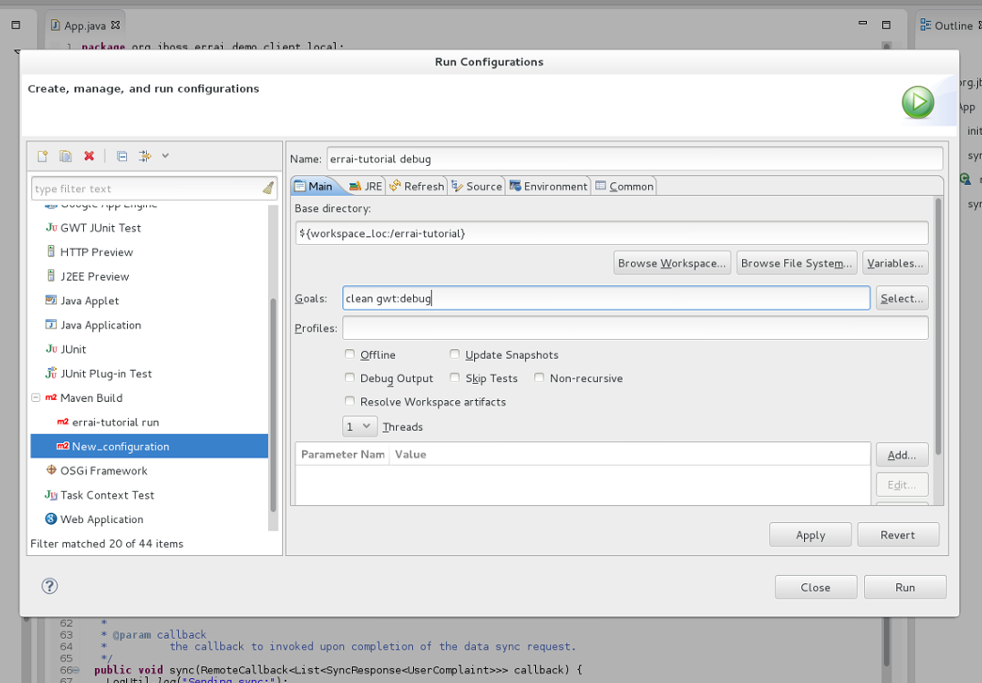 App.java
Outline
1 package org.jboss.errai.demo.client.local;
Run Configurations
Create, manage, and run configurations
org.jb
App
init
syn
syn
Name: errai-tutorial debug
type filter text
Main JRE Refresh Source Environment Common
Google App Engine
GWT JUnit Test
HTTP Preview
J2EE Preview
Java Applet
Java Application
JUnit
JUnit Plug-in Test
Maven Build
errai-tutorial run
New_configuration
OSGi Framework
Task Context Test
Web Application
Filter matched 20 of 44 items
Base directory:
${workspace_loc:/errai-tutorial}
Browse Workspace... Browse File System... Variables...
Goals: clean gwt:debug Select...
Profiles:
Offline Update Snapshots
Debug Output Skip Tests Non-recursive
Resolve Workspace artifacts
1 Threads
Parameter Nam Value
Add...
Edit...
Apply Revert
Close Run
62 *
63 * @param callback
64 * the callback to invoked upon completion of the data sync request.
65 */
66 public void sync(RemoteCallback<List<SyncResponse<UserComplaint>>> callback) {
67 LogUtil.log("Sending sync:");